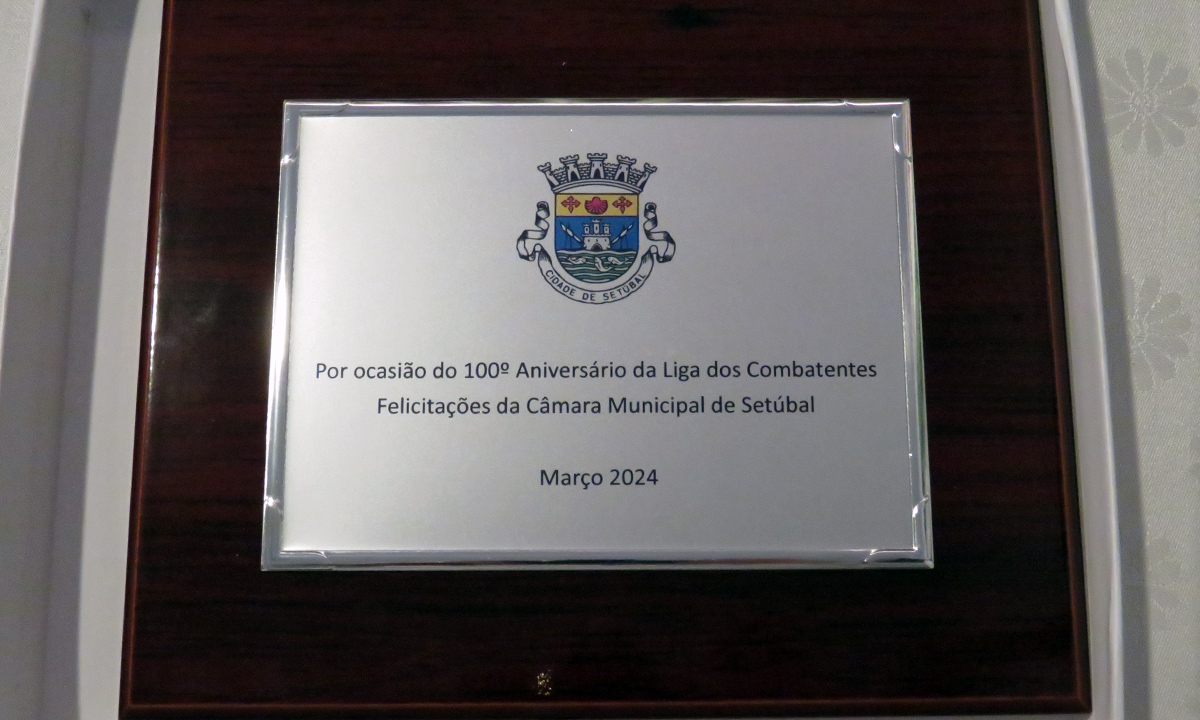 CIDADE DE SETÚBAL
Por ocasião do 100º Aniversário da Liga dos Combatentes
Felicitações da Câmara Municipal de Setúbal
Março 2024